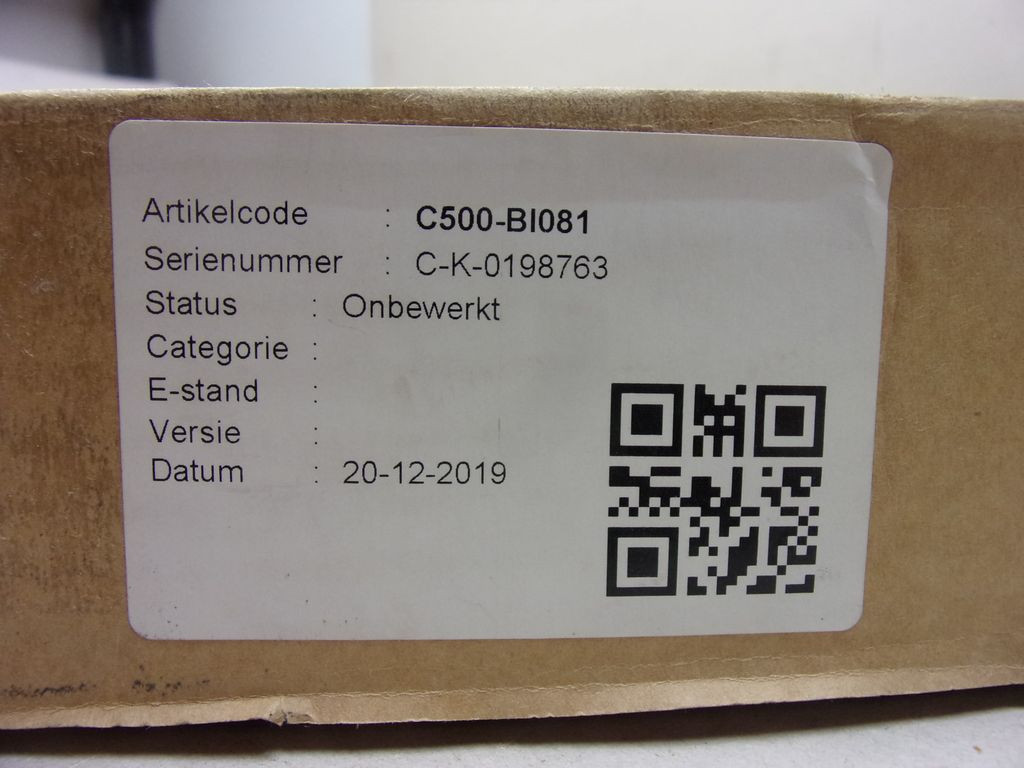 Artikelcode : C500-BI081
Serienummer : C-K-0198763
Status : Onbewerkt
Categorie :
E-stand :
Versie :
Datum : 20-12-2019